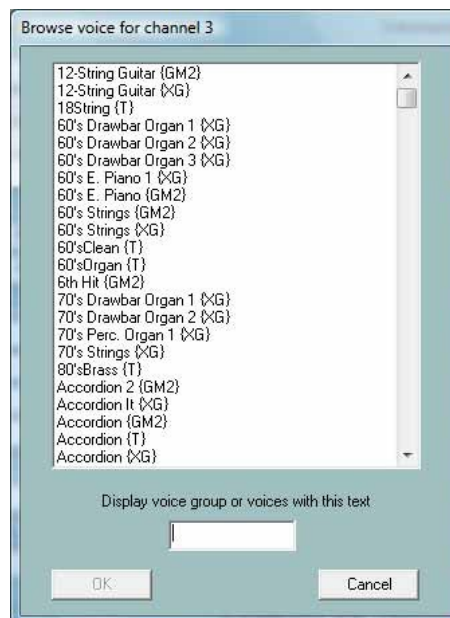 Browse voice for channel 3
12-String Guitar {GM2}
12-String Guitar {XG}
18String {T}
60's Drawbar Organ 1 {XG}
60's Drawbar Organ 2 {XG}
60's Drawbar Organ 3 {XG}
60's E. Piano 1 {XG}
60's E. Piano {GM2}
60's Strings {GM2}
60's Strings {XG}
60'sClean {T}
60'sOrgan {T}
6th Hit {GM2}
70's Drawbar Organ 1 {XG}
70's Drawbar Organ 2 {XG}
70's Perc. Organ 1 {XG}
70's Strings {XG}
80'sBrass {T}
Accordion 2 {GM2}
Accordion It {XG}
Accordion {GM2}
Accordion {T}
Accordion {XG}
Display voice group or voices with this text
OK
Cancel